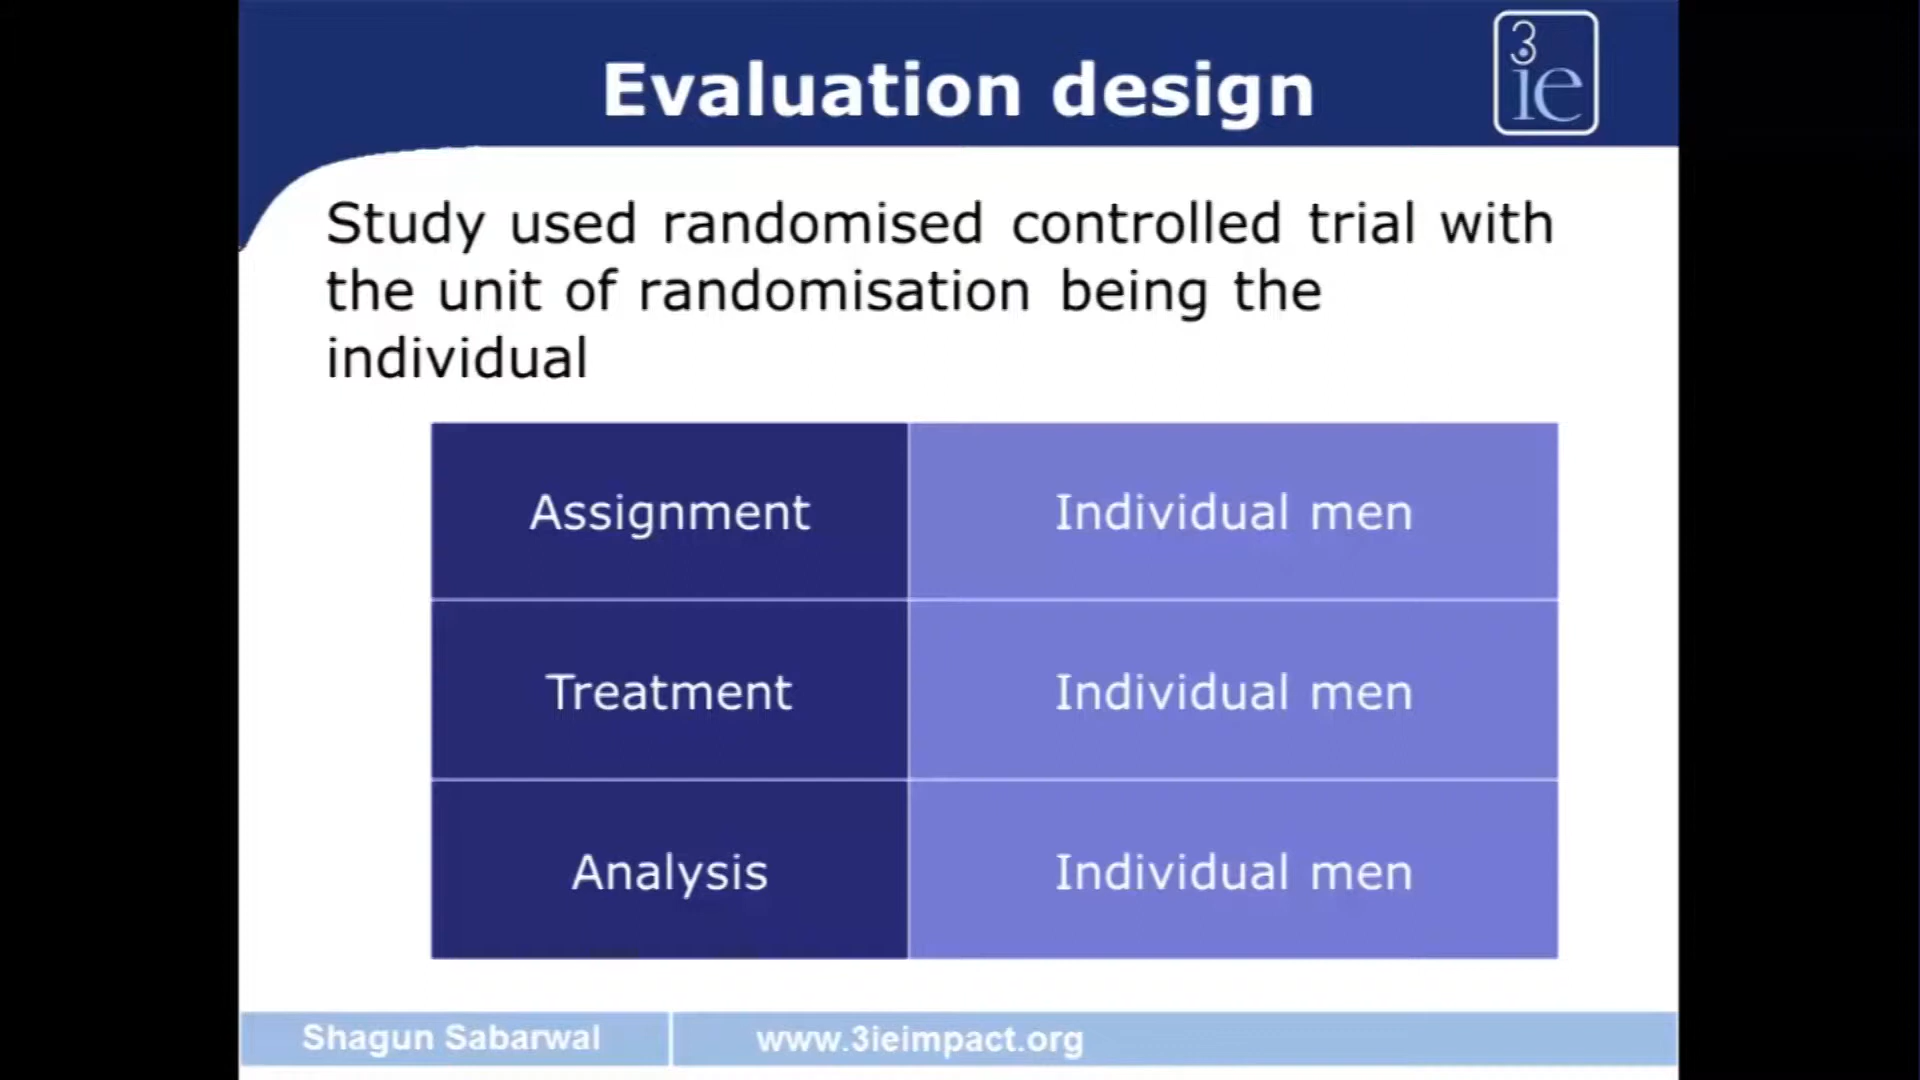 Evaluation design
3
ie
Study used randomised controlled trial with
the unit of randomisation being the
individual
Assignment Individual men
Treatment Individual men
Analysis Individual men
Shagun Sabarwal www.3ieimpact.org